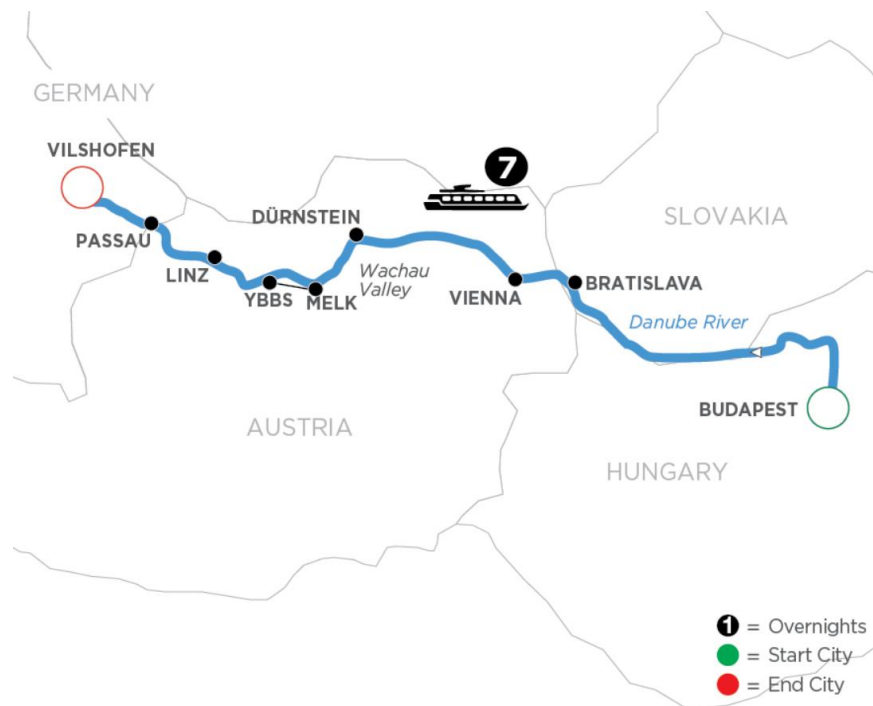 GERMANY
VILSHOFEN
7
DÜRNSTEIN
SLOVAKIA
PASSAU
LINZ
Wachau
Valley
YBBS
MELK
VIENNA
BRATISLAVA
Danube River
BUDAPEST
AUSTRIA
HUNGARY
1 = Overnights
= Start City
= End City